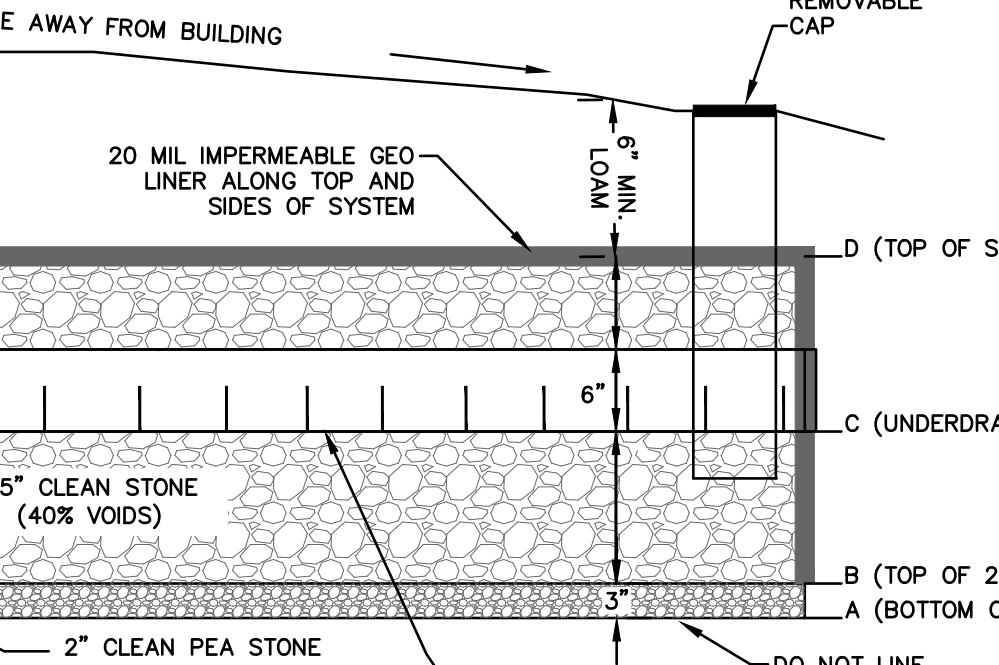 REMOVABLE
CAP
E AWAY FROM BUILDING
20 MIL IMPERMEABLE GEO
LINER ALONG TOP AND
SIDES OF SYSTEM
6" MIN.
LOAM
D (TOP OF S
6"
C (UNDERDRA
5" CLEAN STONE
(40% VOIDS)
B (TOP OF 2
3"
A (BOTTOM O
2" CLEAN PEA STONE
DO NOT LINE